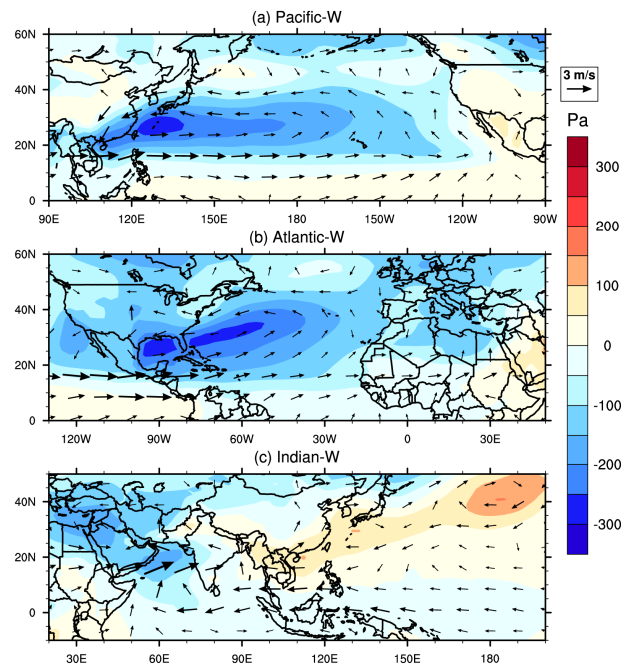 (a) Pacific-W
60N
40N
20N
0
90E 120E 150E 180 150W 120W 90W
3 m/s
Pa
300
200
100
0
-100
-200
-300
(b) Atlantic-W
60N
40N
20N
0
120W 90W 60W 30W 0 30E
(c) Indian-W
40N
20N
0
30E 60E 90E 120E 150E 180